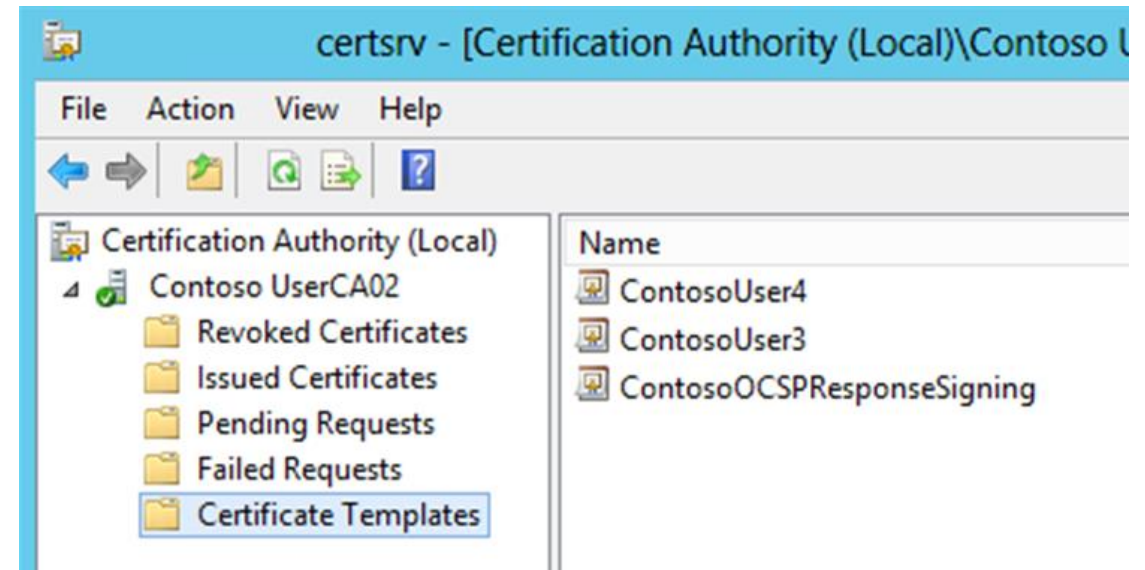 certsrv - [Certification Authority (Local)\Contoso U
File Action View Help
Certification Authority (Local)
Contoso UserCA02
Revoked Certificates
Issued Certificates
Pending Requests
Failed Requests
Certificate Templates
Name
ContosoUser4
ContosoUser3
ContosoOCSPResponseSigning